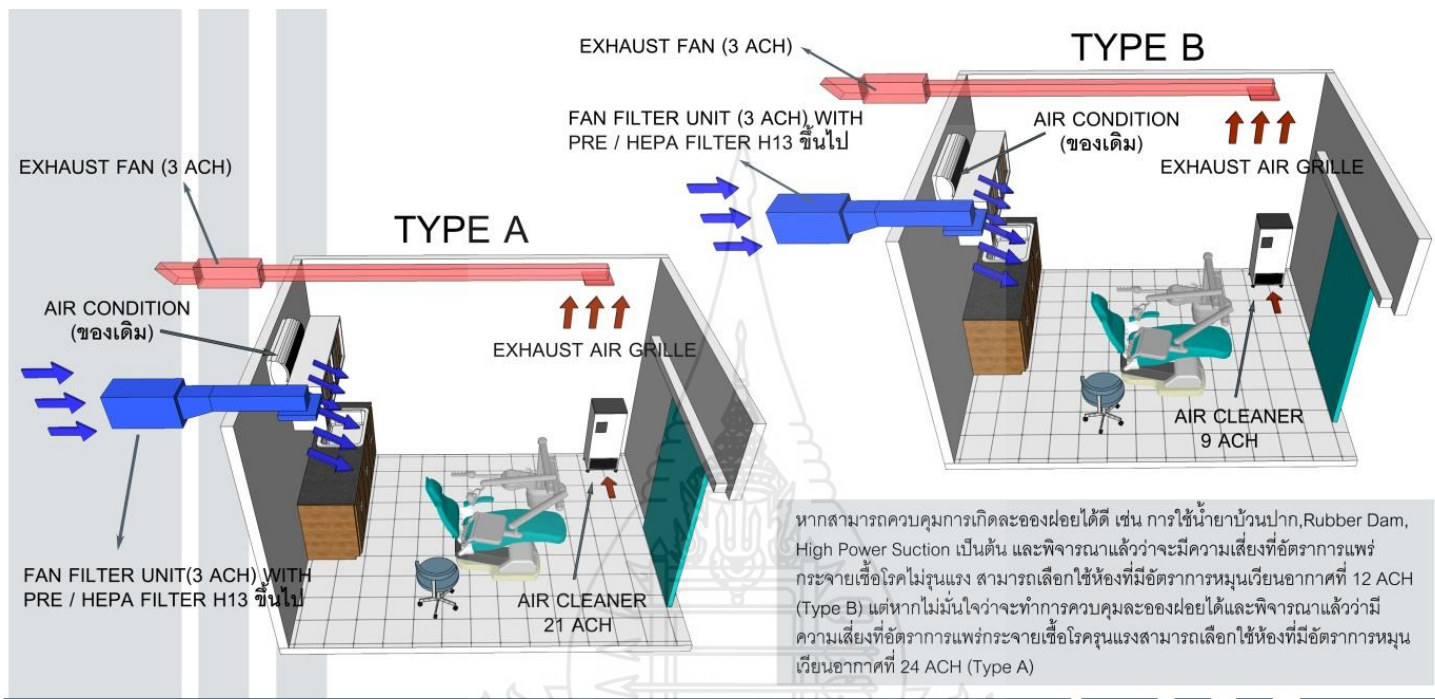 EXHAUST FAN (3 ACH)
TYPE B
FAN FILTER UNIT (3 ACH) WITH
PRE / HEPA FILTER H13 ขึ้นไป
AIR CONDITION
(ของเดิม)
EXHAUST AIR GRILLE
AIR CLEANER
9 ACH
EXHAUST FAN (3 ACH)
TYPE A
AIR CONDITION
(ของเดิม)
EXHAUST AIR GRILLE
FAN FILTER UNIT(3 ACH) WITH
PRE / HEPA FILTER H13 ขึ้นไป
AIR CLEANER
21 ACH
หากสามารถควบคุมการเกิดละอองฝอยได้ดี เช่น การใช้น้ำยาบ้วนปาก,Rubber Dam,
High Power Suction เป็นต้น และพิจารณาแล้วว่าจะมีความเสี่ยงที่อัตราการแพร่
กระจายเชื้อโรคไม่รุนแรง สามารถเลือกใช้ห้องที่มีอัตราการหมุนเวียนอากาศที่ 12 ACH
(Type B) แต่หากไม่มั่นใจว่าจะทำการควบคุมละอองฝอยได้และพิจารณาแล้วว่ามี
ความเสี่ยงที่อัตราการแพร่กระจายเชื้อโรครุนแรงสามารถเลือกใช้ห้องที่มีอัตราการหมุน
เวียนอากาศที่ 24 ACH (Type A)